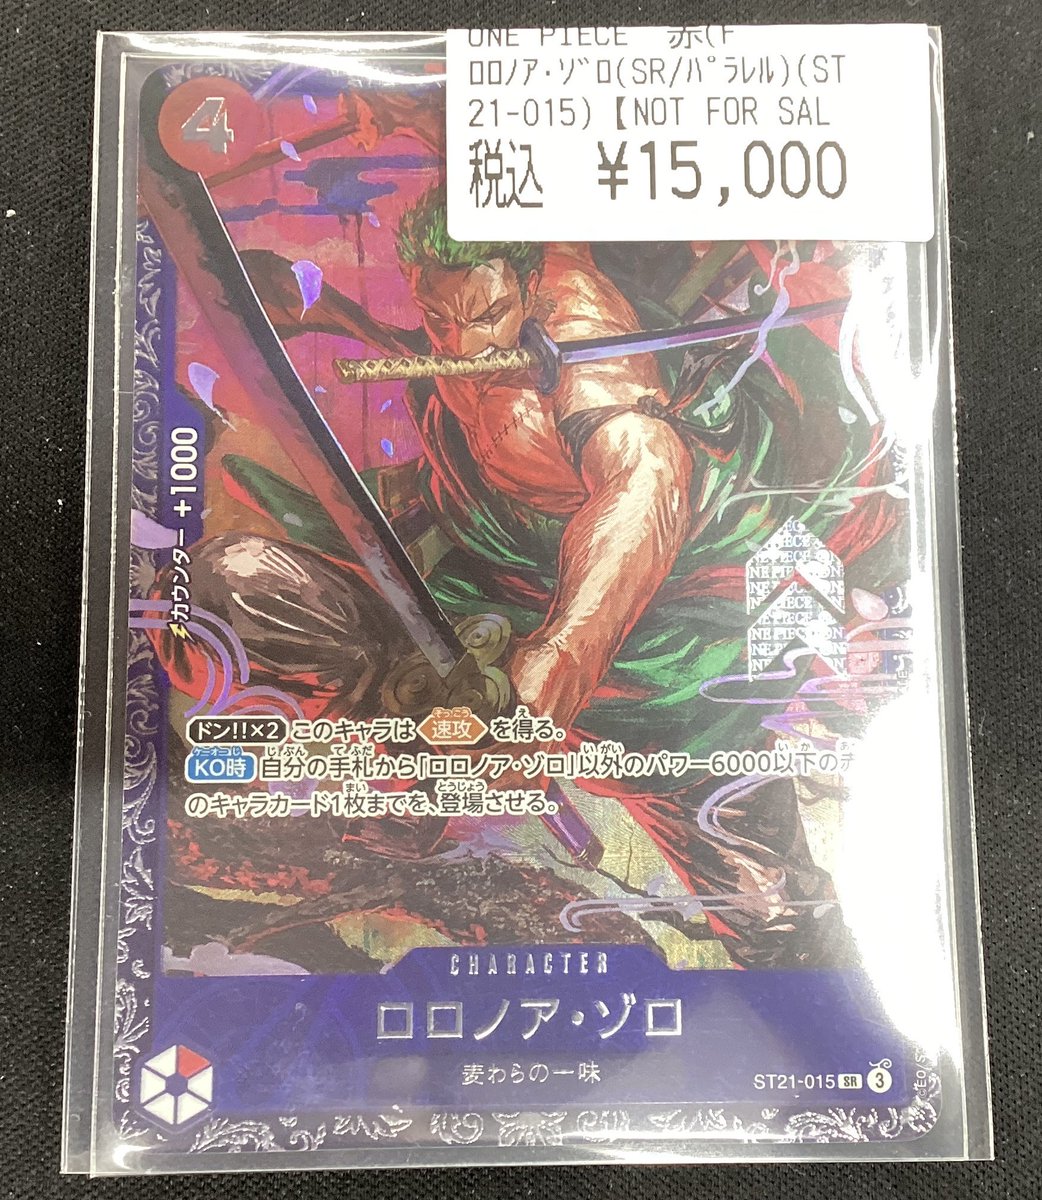 ONE PIECE 赤(F
ﾛﾛﾉｱ･ｿﾞﾛ(SR/ﾊﾟﾗﾚﾙ)(ST
21-015)【NOT FOR SAL
税込 ¥15,000
4
カウンター +1000
ドン!!×2 このキャラは 速攻 を得る。
KO時 自分の手札から「ロロノア・ゾロ」以外のパワー6000以下の
のキャラカード1枚までを、登場させる。
CHARACTER
ロロノア・ゾロ
麦わらの一味
ST21-015 SR 3